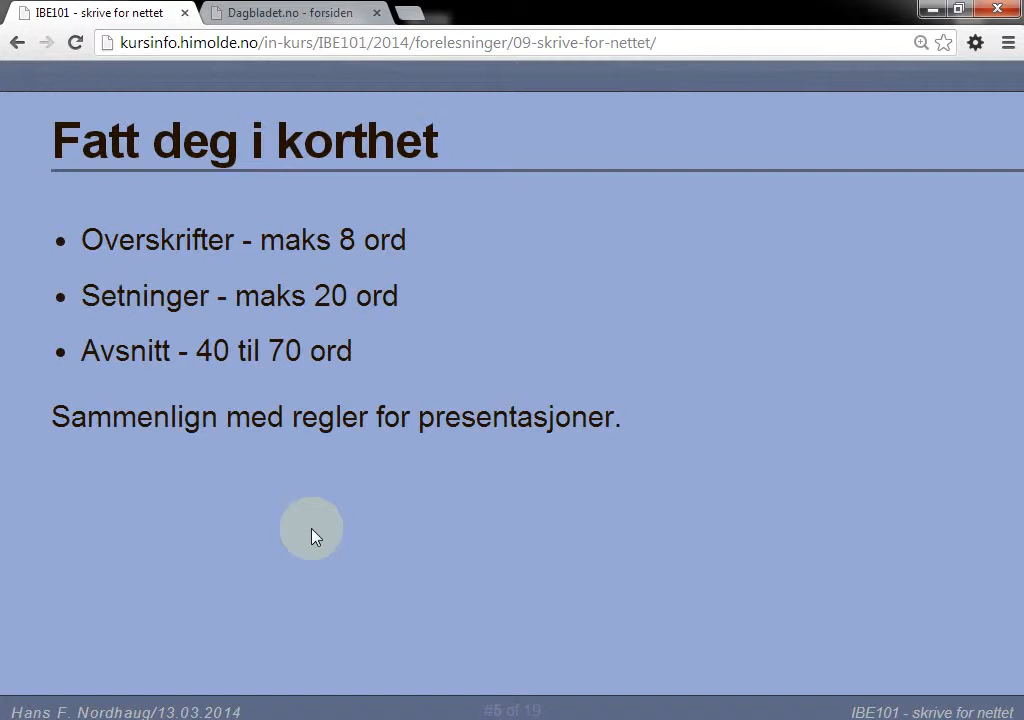 IBE101 - skrive for nettet
Dagbladet.no - forsiden
kursinfo.himolde.no/in-kurs/IBE101/2014/forelesninger/09-skrive-for-nettet/
Fatt deg i korthet
• Overskrifter - maks 8 ord
• Setninger - maks 20 ord
• Avsnitt - 40 til 70 ord
Sammenlign med regler for presentasjoner.
Hans F. Nordhaug/13.03.2014
#5 of 19
IBE101 - skrive for nettet